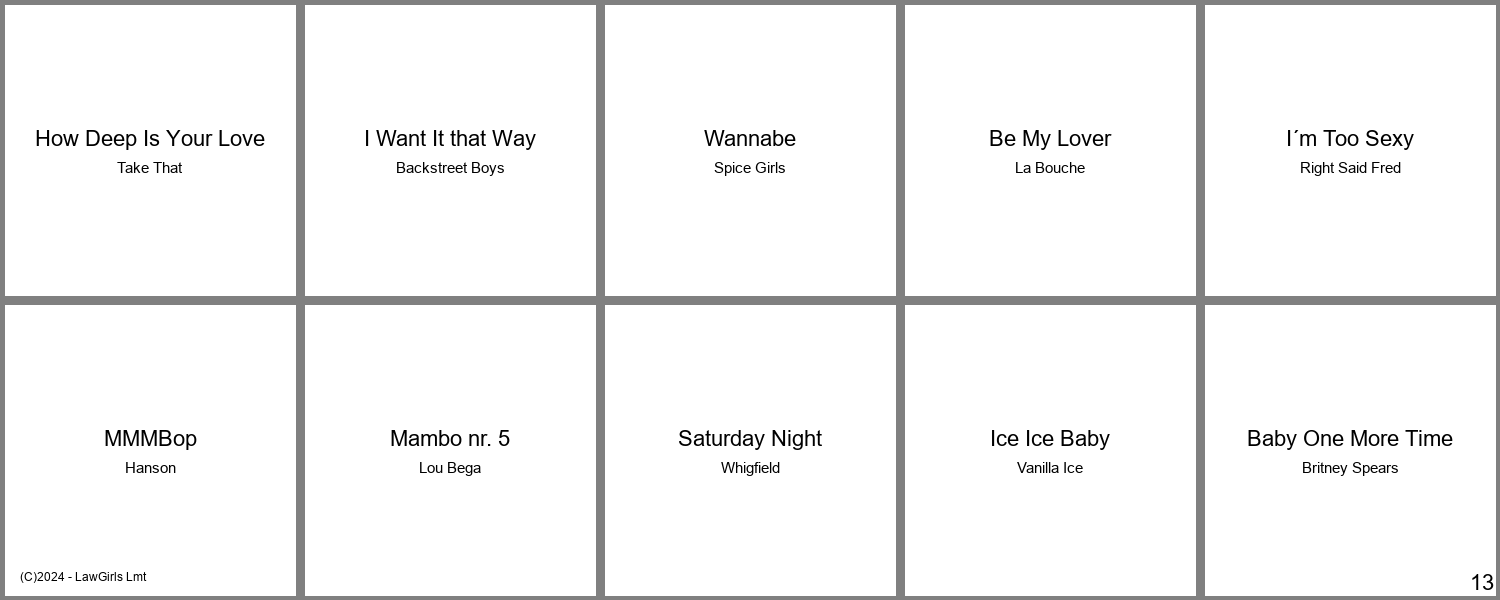 How Deep Is Your Love
Take That
I Want It that Way
Backstreet Boys
Wannabe
Spice Girls
Be My Lover
La Bouche
I´m Too Sexy
Right Said Fred
MMMBop
Hanson
Mambo nr. 5
Lou Bega
Saturday Night
Whigfield
Ice Ice Baby
Vanilla Ice
Baby One More Time
Britney Spears
(C)2024 - LawGirls Lmt
13